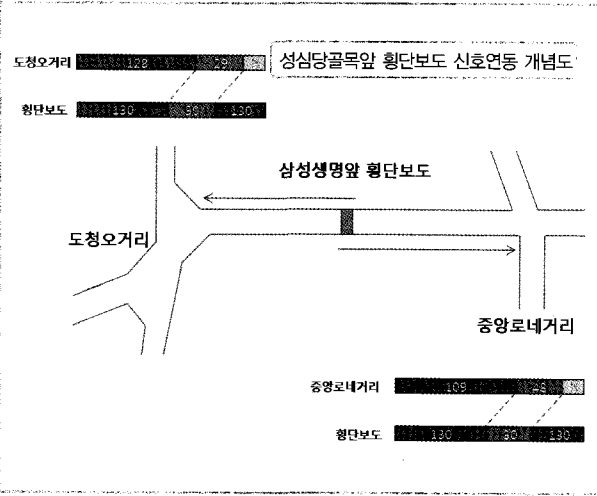 성심당골목앞 횡단보도 신호연동 개념도
도청오거리 128 29
횡단보도 130 30 130
삼성생명앞 횡단보도
도청오거리
중앙로네거리
중앙로네거리 109 48
횡단보도 130 30 130